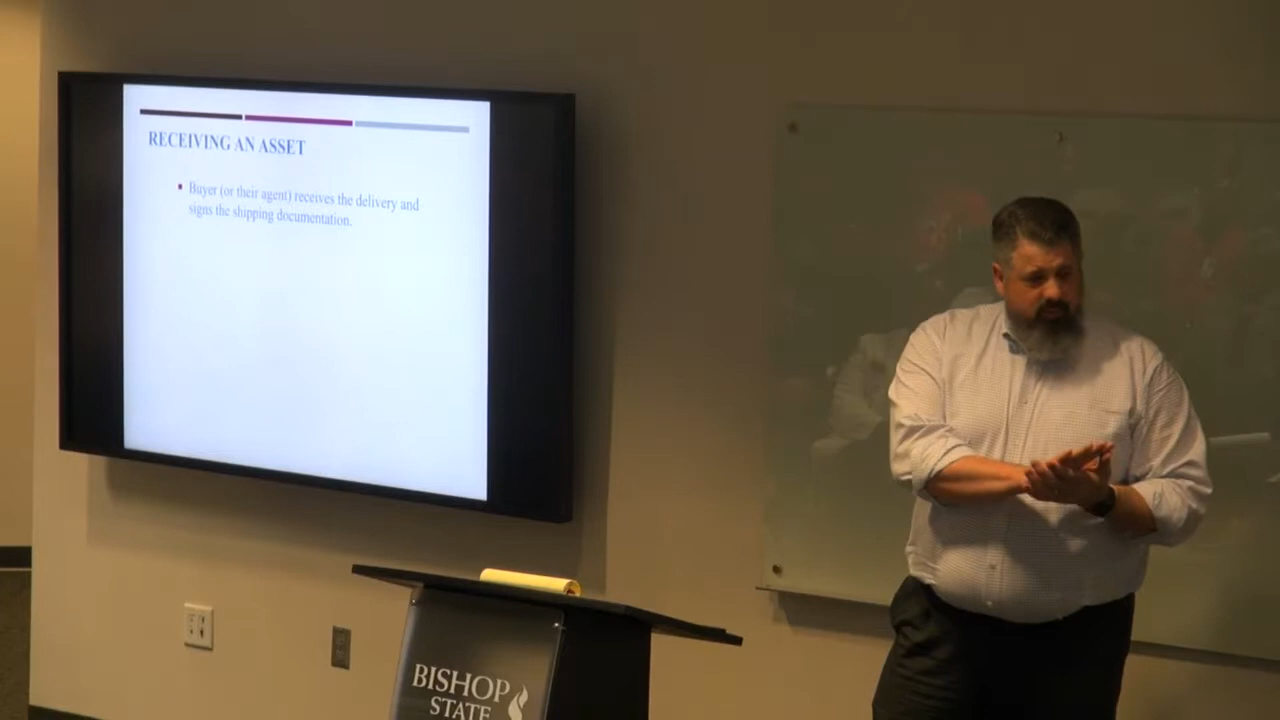 RECEIVING AN ASSET
Buyer (or their agent) receives the delivery and
signs the shipping documentation.
BISHOP
STATE